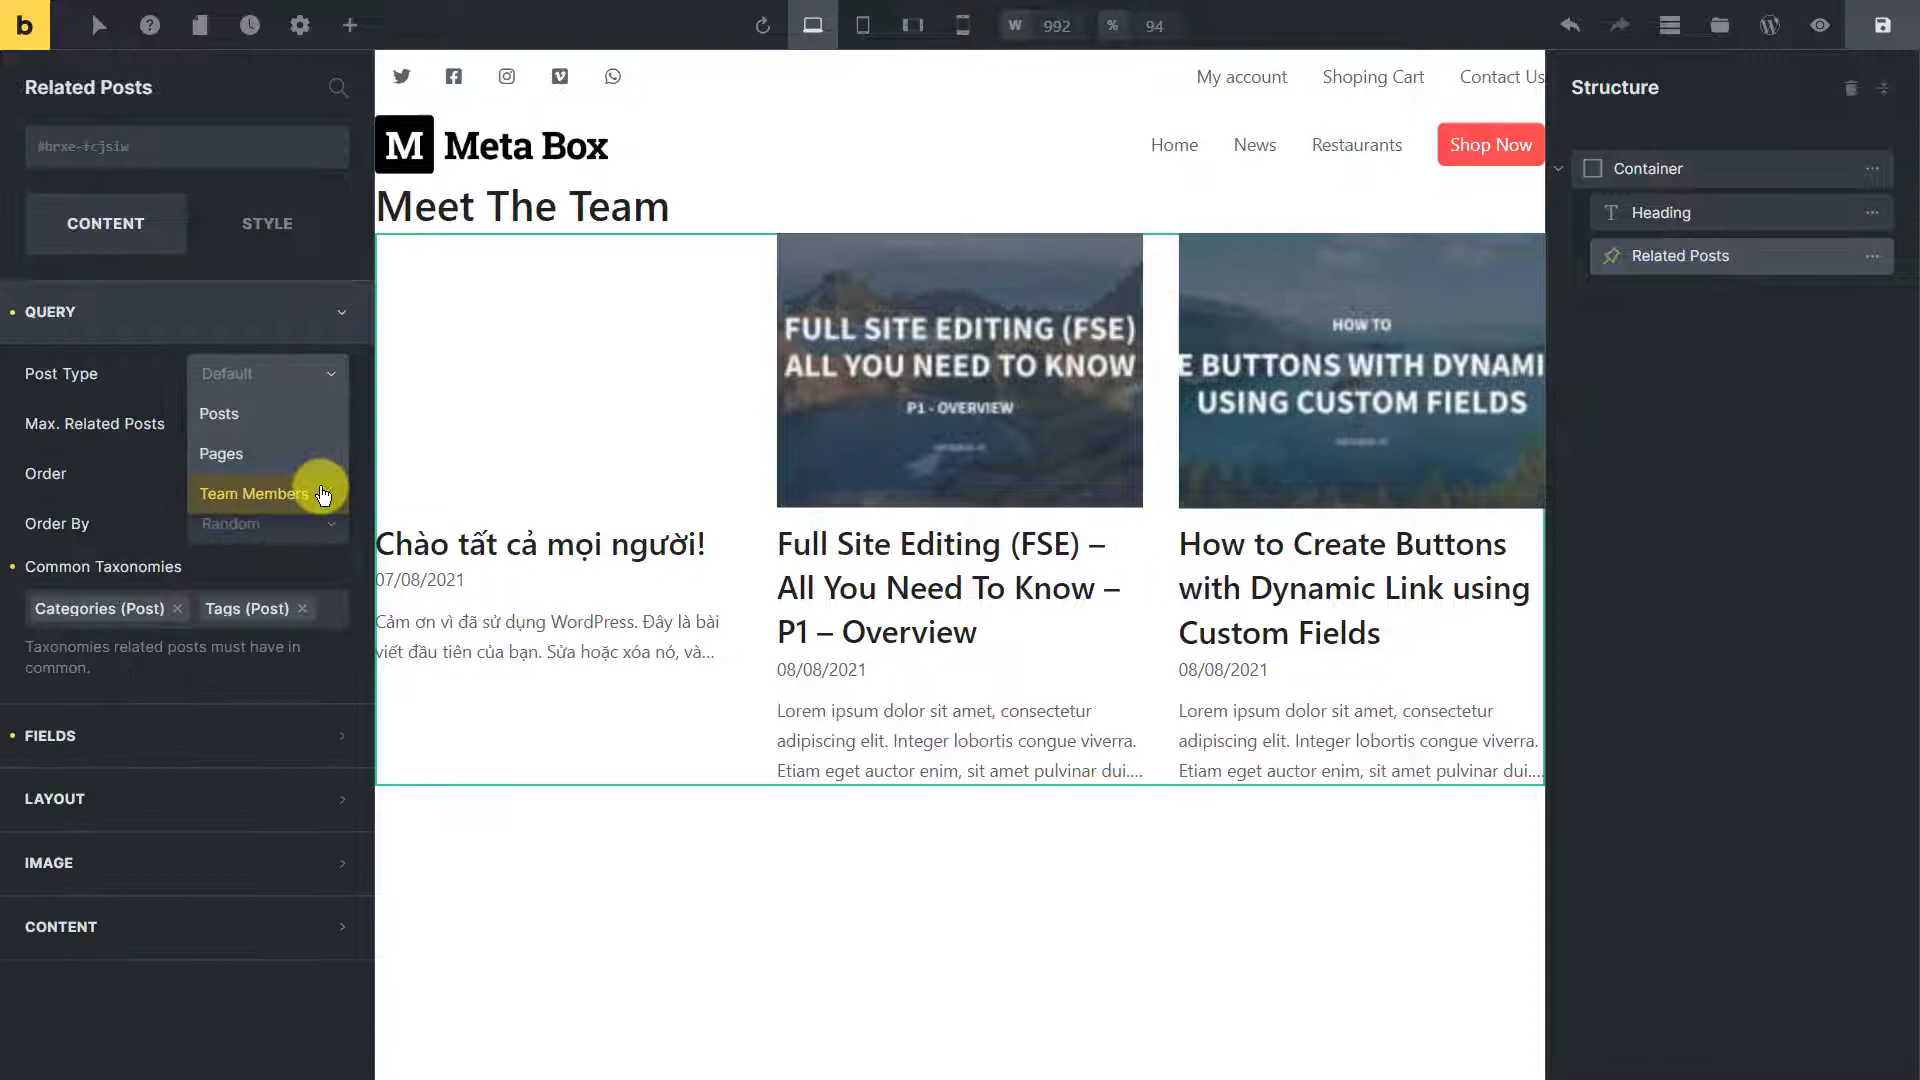 b
W 992 % 94
Related Posts
#brxe-fcjsiw
CONTENT STYLE
QUERY
Post Type Default
Posts
Max. Related Posts
Pages
Order
Team Members
Order By Random
Common Taxonomies
Categories (Post) × Tags (Post) ×
Taxonomies related posts must have in
common.
FIELDS
LAYOUT
IMAGE
CONTENT
My account Shoping Cart Contact Us
M Meta Box
Home News Restaurants Shop Now
Meet The Team
FULL SITE EDITING (FSE)
ALL YOU NEED TO KNOW
P1 - OVERVIEW
HOW TO
E BUTTONS WITH DYNAMI
USING CUSTOM FIELDS
Chào tất cả mọi người!
07/08/2021
Cảm ơn vì đã sử dụng WordPress. Đây là bài
viết đầu tiên của bạn. Sửa hoặc xóa nó, và...
Full Site Editing (FSE) –
All You Need To Know –
P1 – Overview
08/08/2021
Lorem ipsum dolor sit amet, consectetur
adipiscing elit. Integer lobortis congue viverra.
Etiam eget auctor enim, sit amet pulvinar dui....
How to Create Buttons
with Dynamic Link using
Custom Fields
08/08/2021
Lorem ipsum dolor sit amet, consectetur
adipiscing elit. Integer lobortis congue viverra.
Etiam eget auctor enim, sit amet pulvinar dui....
Structure
Container
Heading
Related Posts